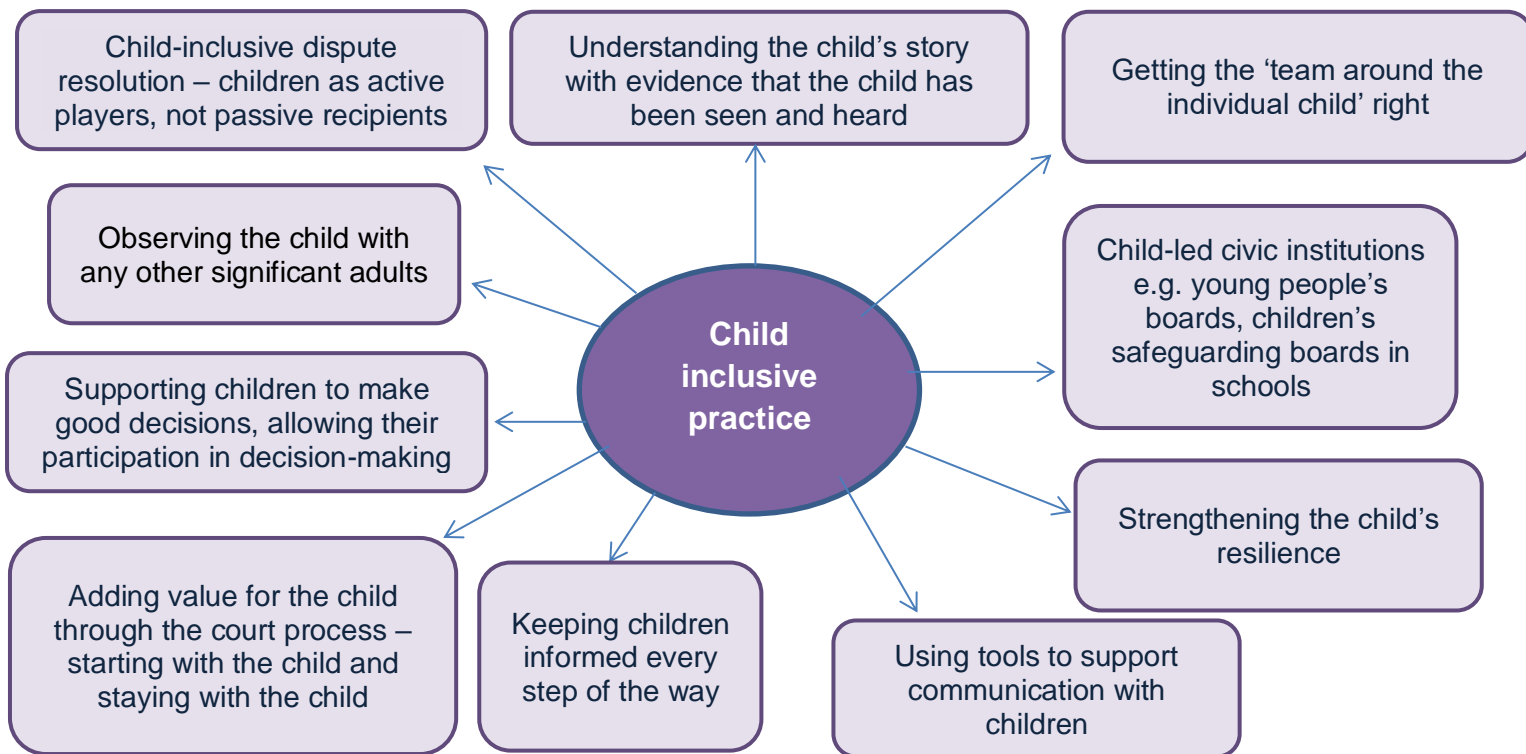 Child-inclusive dispute
resolution – children as active
players, not passive recipients
Understanding the child’s story
with evidence that the child has
been seen and heard
Getting the ‘team around the
individual child’ right
Observing the child with
any other significant adults
Child-led civic institutions
e.g. young people’s
boards, children’s
safeguarding boards in
schools
Child
inclusive
practice
Supporting children to make
good decisions, allowing their
participation in decision-making
Strengthening the child’s
resilience
Adding value for the child
through the court process –
starting with the child and
staying with the child
Keeping children
informed every
step of the way
Using tools to support
communication with
children